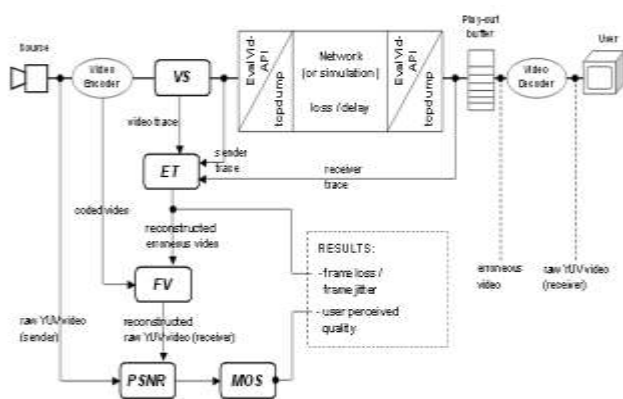 Source
Video
Encoder
VS
EvalVid-
API
tcpdump
Network
(or simulation)
loss / delay
EvalVid-
API
tcpdump
Play-out
buffer
Video
Decoder
User
video trace
sender
trace
receiver
trace
ET
coded video
reconstructed
erroneous video
RESULTS:
- frame loss /
frame jitter
- user perceived
quality
erroneous
video
raw YUV video
(receiver)
FV
raw YUV video
(sender)
reconstructed
raw YUV video (receiver)
PSNR
MOS